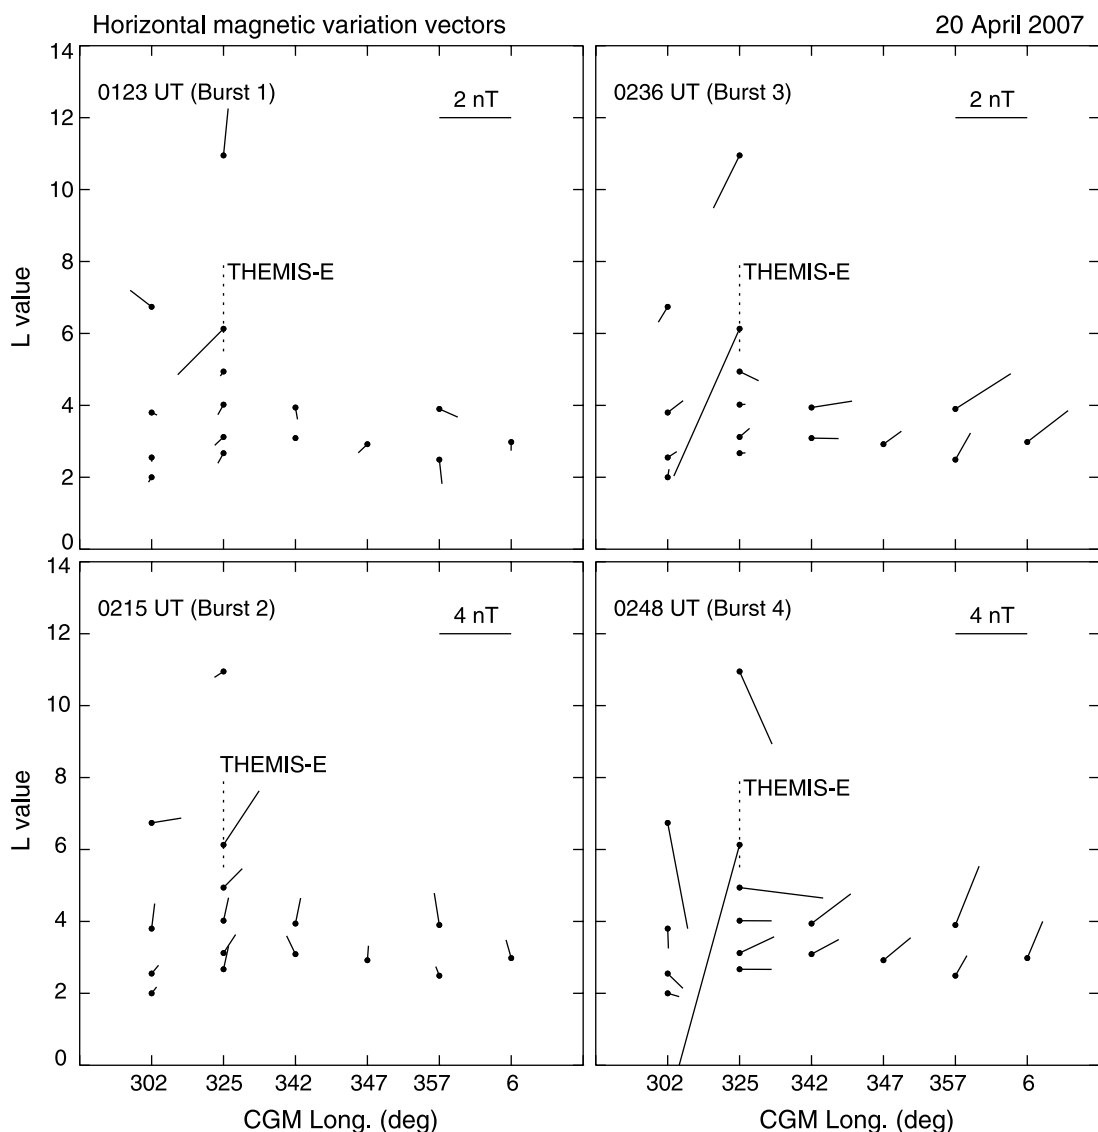 Horizontal magnetic variation vectors
20 April 2007
14
0123 UT (Burst 1)
2 nT
0236 UT (Burst 3)
2 nT
12
10
8
THEMIS-E
THEMIS-E
L value
6
4
2
0
14
0215 UT (Burst 2)
4 nT
0248 UT (Burst 4)
4 nT
12
10
8
THEMIS-E
THEMIS-E
L value
6
4
2
0
302 325 342 347 357 6
302 325 342 347 357 6
CGM Long. (deg)
CGM Long. (deg)